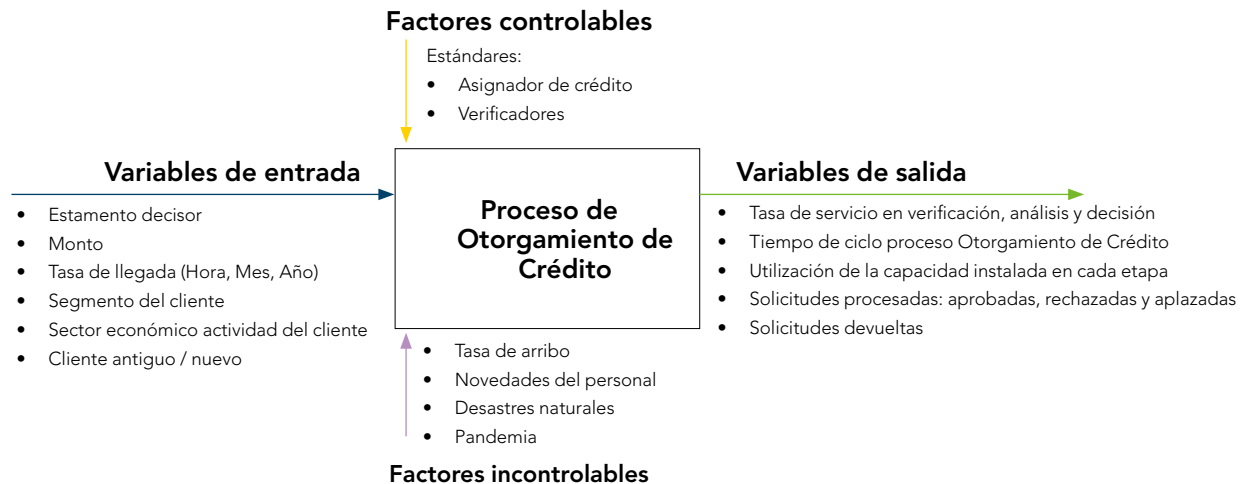 Factores controlables
Estándares:
• Asignador de crédito
• Verificadores
Variables de entrada
• Estamento decisor
• Monto
• Tasa de llegada (Hora, Mes, Año)
• Segmento del cliente
• Sector económico actividad del cliente
• Cliente antiguo / nuevo
Proceso de
Otorgamiento de
Crédito
Variables de salida
• Tasa de servicio en verificación, análisis y decisión
• Tiempo de ciclo proceso Otorgamiento de Crédito
• Utilización de la capacidad instalada en cada etapa
• Solicitudes procesadas: aprobadas, rechazadas y aplazadas
• Solicitudes devueltas
• Tasa de arribo
• Novedades del personal
• Desastres naturales
• Pandemia
Factores incontrolables